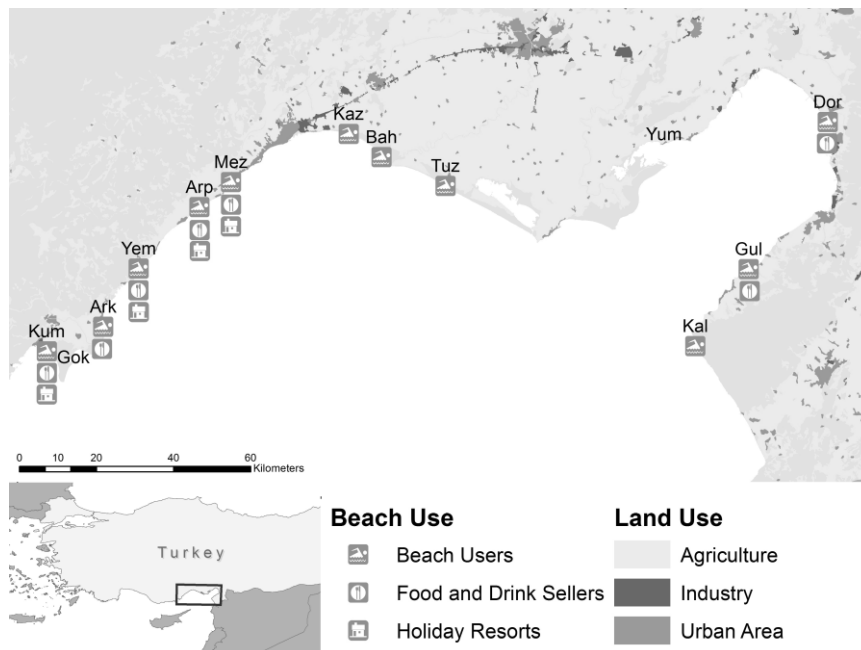 Dor
Kaz
Yum
Bah
Mez
Tuz
Arp
Yem
Gul
Ark
Kal
Kum
Gok
0 10 20 40 60
Kilometers
Turkey
Beach Use
Beach Users
Food and Drink Sellers
Holiday Resorts
Land Use
Agriculture
Industry
Urban Area